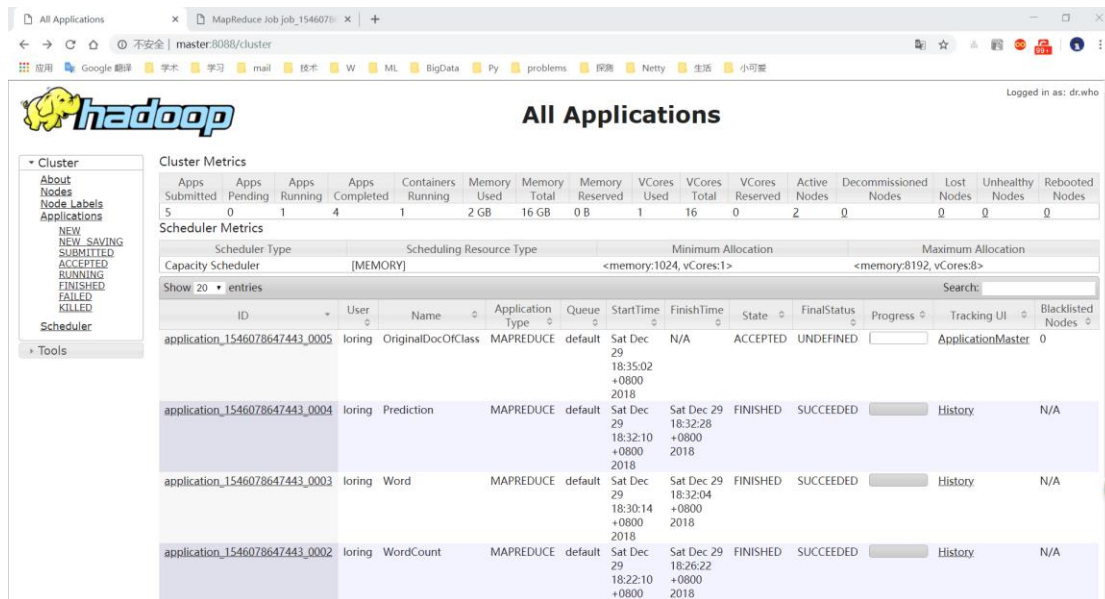 All Applications
MapReduce Job job_1546078
不安全 | master:8088/cluster
99+
应用 Google 翻译 学术 学习 mail 技术 W ML BigData Py problems 探测 Netty 生活 小可爱
hadoop
All Applications
Logged in as: dr.who
Cluster
About
Nodes
Node Labels
Applications
NEW
NEW_SAVING
SUBMITTED
ACCEPTED
RUNNING
FINISHED
FAILED
KILLED
Scheduler
Tools
Cluster Metrics
Apps Submitted Apps Pending Apps Running Apps Completed Containers Running Memory Used Memory Total Memory Reserved VCores Used VCores Total VCores Reserved Active Nodes Decommissioned Nodes Lost Nodes Unhealthy Nodes Rebooted Nodes
5 0 1 4 1 2 GB 16 GB 0 B 1 16 0 2 0 0 0 0
Scheduler Metrics
Scheduler Type Scheduling Resource Type Minimum Allocation Maximum Allocation
Capacity Scheduler [MEMORY] <memory:1024, vCores:1> <memory:8192, vCores:8>
Show 20 entries Search:
ID User Name Application Type Queue StartTime FinishTime State FinalStatus Progress Tracking UI Blacklisted Nodes
application_1546078647443_0005 loring OriginalDocOfClass MAPREDUCE default Sat Dec 29 18:35:02 +0800 2018 N/A ACCEPTED UNDEFINED ApplicationMaster 0
application_1546078647443_0004 loring Prediction MAPREDUCE default Sat Dec 29 18:32:10 +0800 2018 Sat Dec 29 18:32:28 +0800 2018 FINISHED SUCCEEDED History N/A
application_1546078647443_0003 loring Word MAPREDUCE default Sat Dec 29 18:30:14 +0800 2018 Sat Dec 29 18:32:04 +0800 2018 FINISHED SUCCEEDED History N/A
application_1546078647443_0002 loring WordCount MAPREDUCE default Sat Dec 29 18:22:10 +0800 Sat Dec 29 18:26:22 +0800 2018 FINISHED SUCCEEDED History N/A